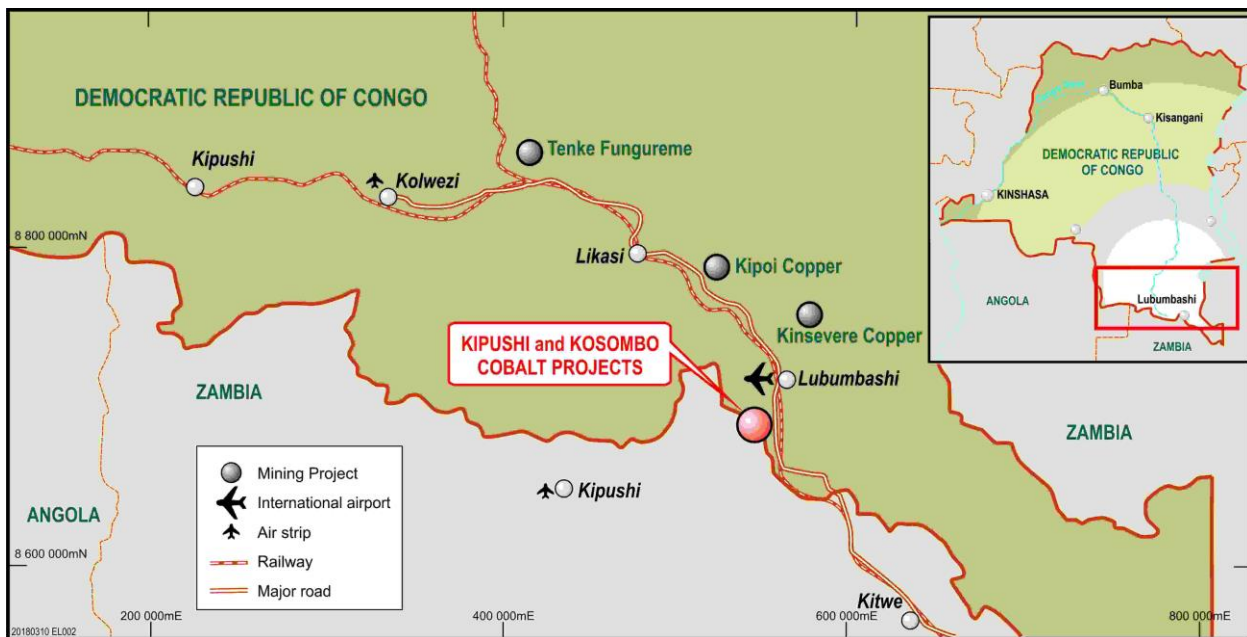 DEMOCRATIC REPUBLIC OF CONGO
Kipushi
Kolwezi
Tenke Fungureme
8 800 000mN
Likasi
Kipoi Copper
Kinsevere Copper
KIPUSHI and KOSOMBO
COBALT PROJECTS
Lubumbashi
ZAMBIA
ZAMBIA
Kipushi
ANGOLA
8 600 000mN
Mining Project
International airport
Air strip
Railway
Major road
Kitwe
200 000mE
400 000mE
600 000mE
800 000mE
20180310 EL002
Bumba
Kisangani
DEMOCRATIC REPUBLIC
OF CONGO
KINSHASA
ANGOLA
Lubumbashi
ZAMBIA